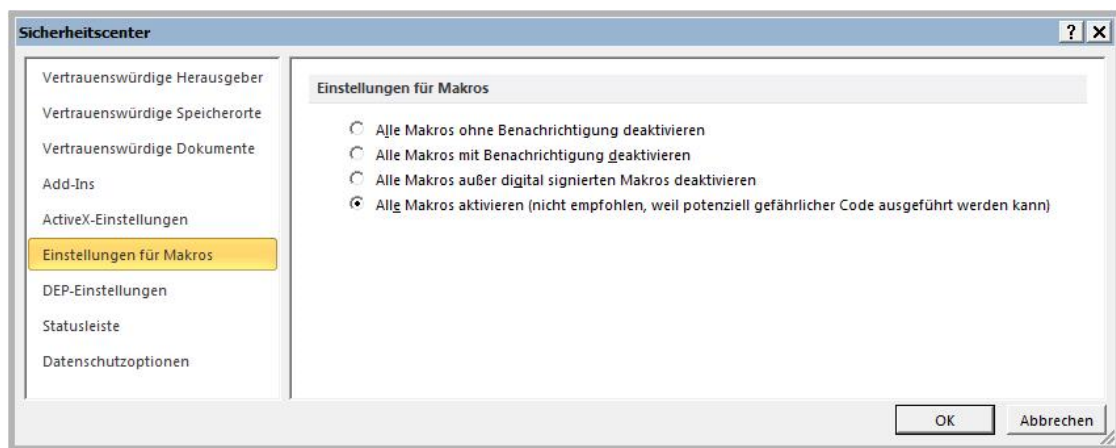 Sicherheitscenter
Vertrauenswürdige Herausgeber
Vertrauenswürdige Speicherorte
Vertrauenswürdige Dokumente
Add-Ins
ActiveX-Einstellungen
Einstellungen für Makros
DEP-Einstellungen
Statusleiste
Datenschutzoptionen
Einstellungen für Makros
Alle Makros ohne Benachrichtigung deaktivieren
Alle Makros mit Benachrichtigung deaktivieren
Alle Makros außer digital signierten Makros deaktivieren
Alle Makros aktivieren (nicht empfohlen, weil potenziell gefährlicher Code ausgeführt werden kann)
OK
Abbrechen